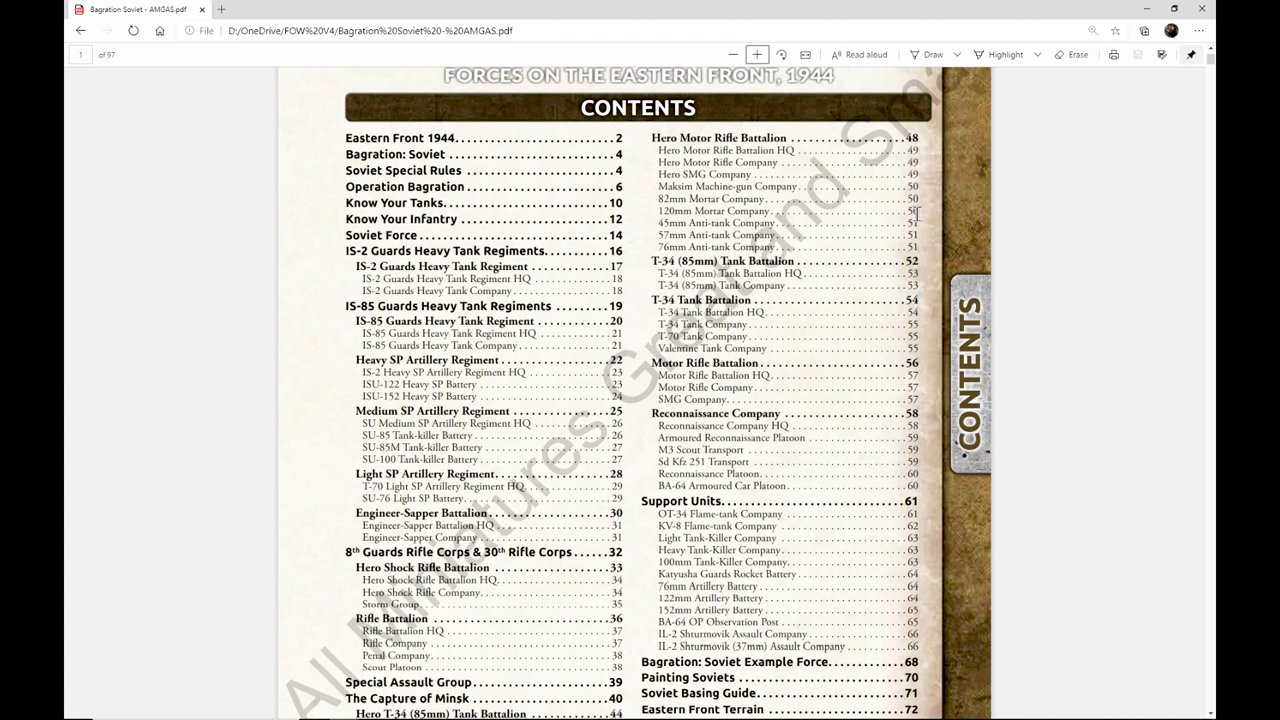 Bagration Soviet - AMGAS.pdf
File
D:/OneDrive/FOW%20V4/Bagration%20Soviet%20-%20AMGAS.pdf
1 of 97
Read aloud
Draw
Highlight
Erase
FORCES ON THE EASTERN FRONT, 1944
CONTENTS
Eastern Front 1944 2
Bagration: Soviet 4
Soviet Special Rules 4
Operation Bagration 6
Know Your Tanks 10
Know Your Infantry 12
Soviet Force 14
IS-2 Guards Heavy Tank Regiments 16
IS-2 Guards Heavy Tank Regiment 17
IS-2 Guards Heavy Tank Regiment HQ 18
IS-2 Guards Heavy Tank Company 18
IS-85 Guards Heavy Tank Regiments 19
IS-85 Guards Heavy Tank Regiment 20
IS-85 Guards Heavy Tank Regiment HQ 21
IS-85 Guards Heavy Tank Company 21
Heavy SP Artillery Regiment 22
IS-2 Heavy SP Artillery Regiment HQ 23
ISU-122 Heavy SP Battery 23
ISU-152 Heavy SP Battery 24
Medium SP Artillery Regiment 25
SU Medium SP Artillery Regiment HQ 26
SU-85 Tank-killer Battery 26
SU-85M Tank-killer Battery 27
SU-100 Tank-killer Battery 27
Light SP Artillery Regiment 28
T-70 Light SP Artillery Regiment HQ 29
SU-76 Light SP Battery 29
Engineer-Sapper Battalion 30
Engineer-Sapper Battalion HQ 31
Engineer-Sapper Company 31
8th Guards Rifle Corps & 30th Rifle Corps 32
Hero Shock Rifle Battalion 33
Hero Shock Rifle Battalion HQ 34
Hero Shock Rifle Company 34
Storm Group 35
Rifle Battalion 36
Rifle Battalion HQ 37
Rifle Company 37
Penal Company 38
Scout Platoon 38
Special Assault Group 39
The Capture of Minsk 40
Hero T-34 (85mm) Tank Battalion 44
Hero Motor Rifle Battalion 48
Hero Motor Rifle Battalion HQ 49
Hero Motor Rifle Company 49
Hero SMG Company 49
Maksim Machine-gun Company 50
82mm Mortar Company 50
120mm Mortar Company
45mm Anti-tank Company 51
57mm Anti-tank Company 51
76mm Anti-tank Company 51
T-34 (85mm) Tank Battalion 52
T-34 (85mm) Tank Battalion HQ 53
T-34 (85mm) Tank Company 53
T-34 Tank Battalion 54
T-34 Tank Battalion HQ 54
T-34 Tank Company 55
T-70 Tank Company 55
Valentine Tank Company 55
Motor Rifle Battalion 56
Motor Rifle Battalion HQ 57
Motor Rifle Company 57
SMG Company 57
Reconnaissance Company 58
Reconnaissance Company HQ 58
Armoured Reconnaissance Platoon 59
M3 Scout Transport 59
Sd Kfz 251 Transport 59
Reconnaissance Platoon 60
BA-64 Armoured Car Platoon 60
Support Units 61
OT-34 Flame-tank Company 61
KV-8 Flame-tank Company 62
Light Tank-Killer Company 63
Heavy Tank-Killer Company 63
100mm Tank-Killer Company 63
Katyusha Guards Rocket Battery 64
76mm Artillery Battery 64
122mm Artillery Battery 64
152mm Artillery Battery 65
BA-64 OP Observation Post 65
IL-2 Shturmovik Assault Company 66
IL-2 Shturmovik (37mm) Assault Company 66
Bagration: Soviet Example Force 68
Painting Soviets 70
Soviet Basing Guide 71
Eastern Front Terrain 72
CONTENTS
All Miniatures Great and Sma